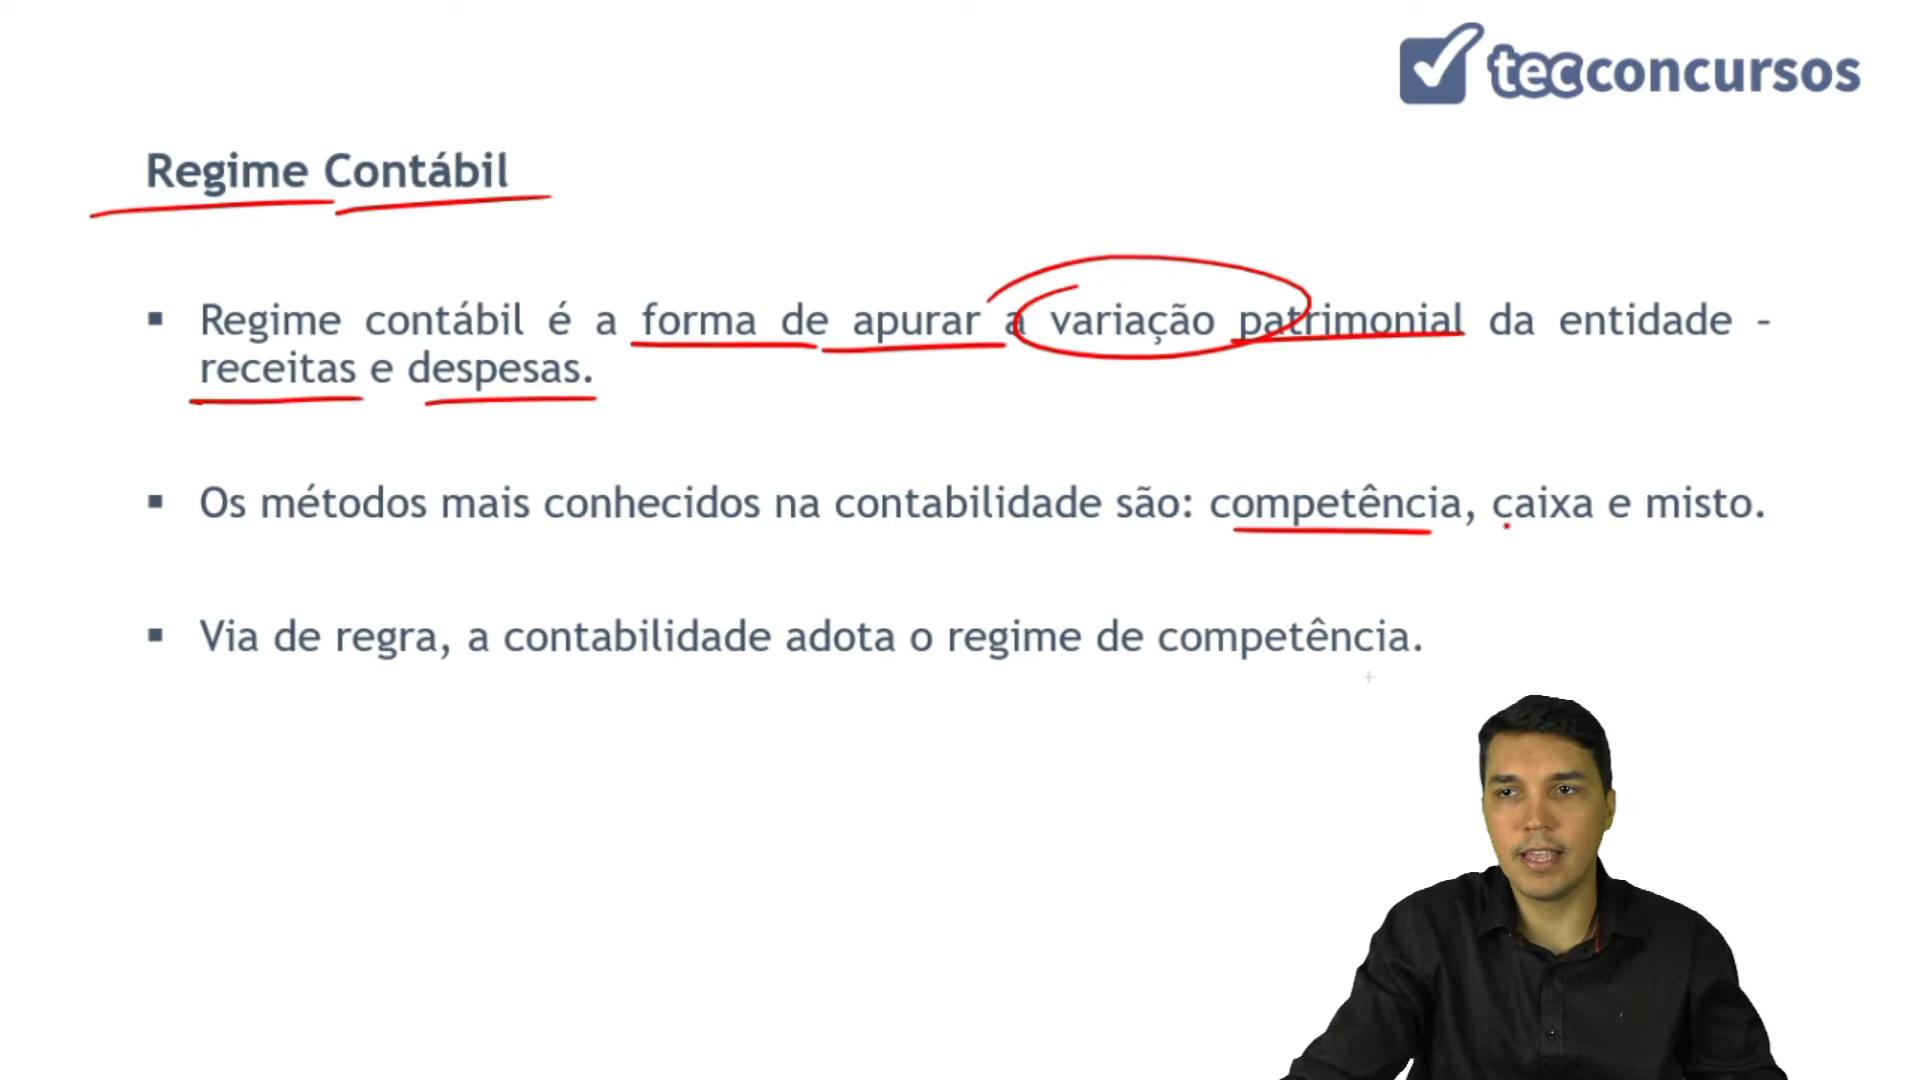 tecconcursos
Regime Contábil
▪ Regime contábil é a forma de apurar a variação patrimonial da entidade -
receitas e despesas.
▪ Os métodos mais conhecidos na contabilidade são: competência, caixa e misto.
▪ Via de regra, a contabilidade adota o regime de competência.